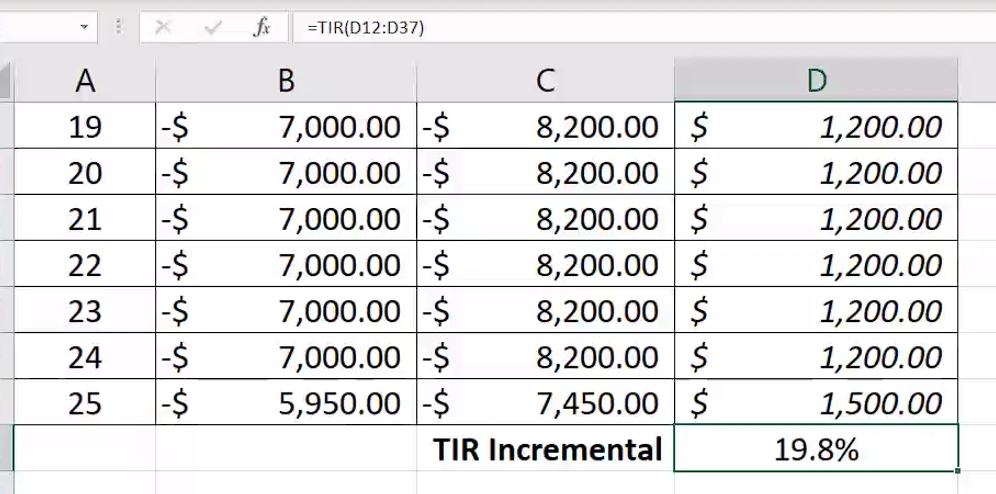 fx =TIR(D12:D37)
A B C D
19 -$ 7,000.00 -$ 8,200.00 $ 1,200.00
20 -$ 7,000.00 -$ 8,200.00 $ 1,200.00
21 -$ 7,000.00 -$ 8,200.00 $ 1,200.00
22 -$ 7,000.00 -$ 8,200.00 $ 1,200.00
23 -$ 7,000.00 -$ 8,200.00 $ 1,200.00
24 -$ 7,000.00 -$ 8,200.00 $ 1,200.00
25 -$ 5,950.00 -$ 7,450.00 $ 1,500.00
TIR Incremental 19.8%